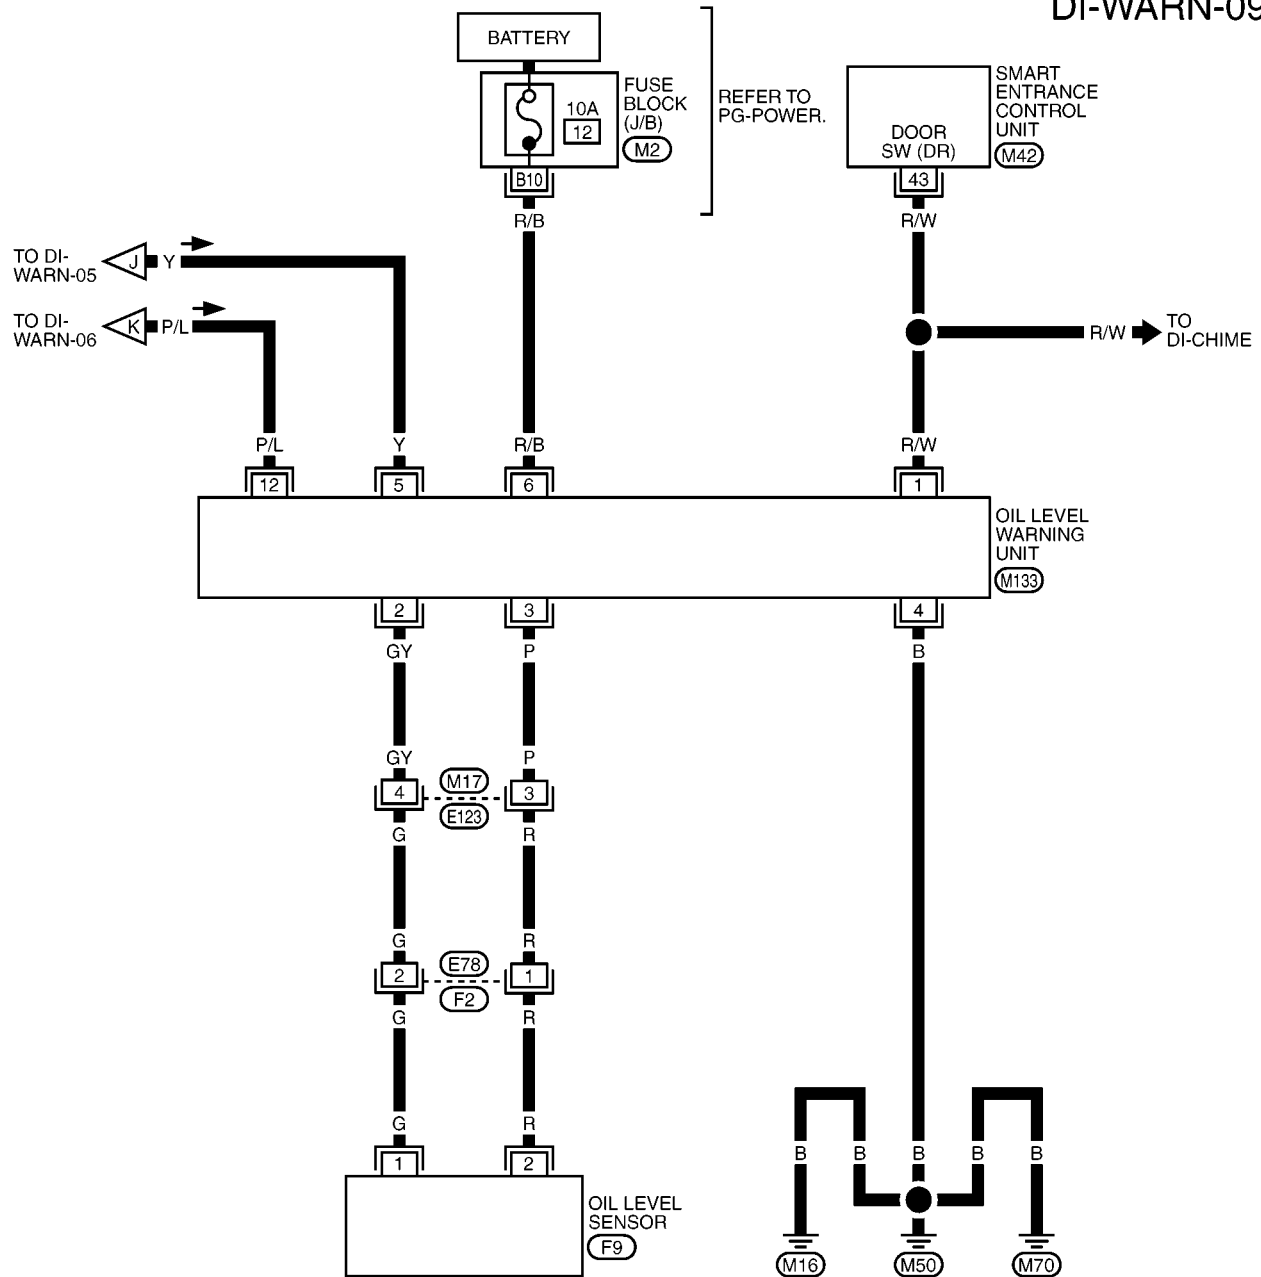 DI-WARN-09
BATTERY
FUSE
BLOCK
(J/B)
M2
10A
12
B10
R/B
REFER TO
PG-POWER.
SMART
ENTRANCE
CONTROL
UNIT
M42
DOOR
SW (DR)
43
R/W
TO DI-
WARN-05
J
Y
TO DI-
WARN-06
K
P/L
R/W
TO
DI-CHIME
P/L
Y
R/B
R/W
12
5
6
1
OIL LEVEL
WARNING
UNIT
M133
2
3
4
GY
P
B
GY
P
4
M17
E123
3
G
R
G
R
2
E78
F2
1
G
R
G
R
1
2
OIL LEVEL
SENSOR
F9
B
B
B
B
B
M16
M50
M70